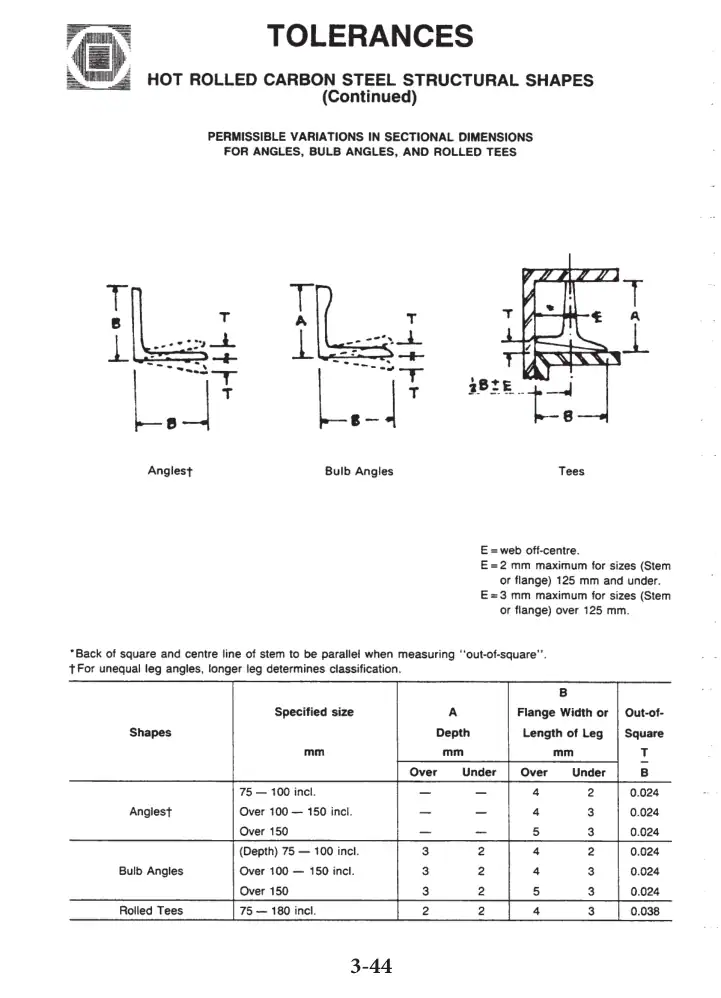 TOLERANCES
HOT ROLLED CARBON STEEL STRUCTURAL SHAPES
(Continued)
PERMISSIBLE VARIATIONS IN SECTIONAL DIMENSIONS
FOR ANGLES, BULB ANGLES, AND ROLLED TEES
B T T B
A T T B
T * E A
½B±E B
Angles† Bulb Angles Tees
E = web off-centre.
E = 2 mm maximum for sizes (Stem
or flange) 125 mm and under.
E = 3 mm maximum for sizes (Stem
or flange) over 125 mm.
*Back of square and centre line of stem to be parallel when measuring "out-of-square".
†For unequal leg angles, longer leg determines classification.
B
Specified size A Flange Width or Out-of-
Shapes Depth Length of Leg Square
mm mm mm T
Over Under Over Under B
75 — 100 incl. — — 4 2 0.024
Angles† Over 100 — 150 incl. — — 4 3 0.024
Over 150 — — 5 3 0.024
(Depth) 75 — 100 incl. 3 2 4 2 0.024
Bulb Angles Over 100 — 150 incl. 3 2 4 3 0.024
Over 150 3 2 5 3 0.024
Rolled Tees 75 — 180 incl. 2 2 4 3 0.038
3-44